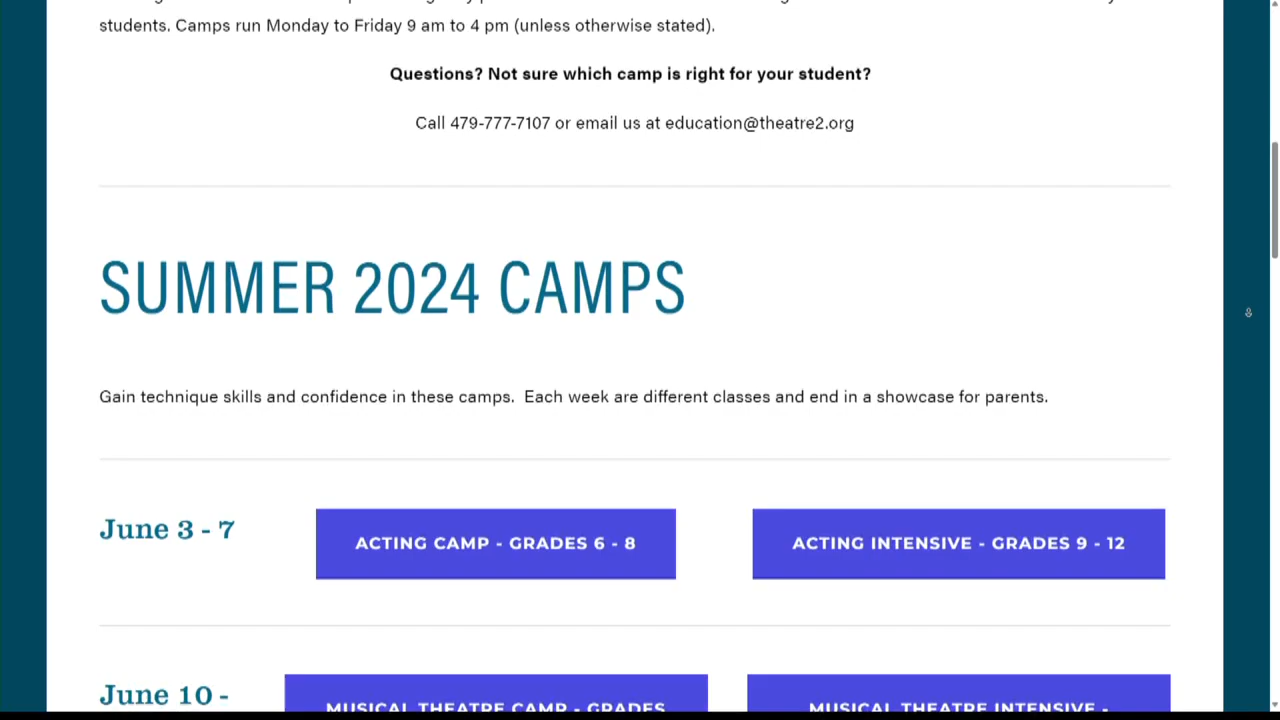 students. Camps run Monday to Friday 9 am to 4 pm (unless otherwise stated).
Questions? Not sure which camp is right for your student?
Call 479-777-7107 or email us at education@theatre2.org
SUMMER 2024 CAMPS
Gain technique skills and confidence in these camps.  Each week are different classes and end in a showcase for parents.
June 3 - 7
ACTING CAMP - GRADES 6 - 8
ACTING INTENSIVE - GRADES 9 - 12
June 10 -
MUSICAL THEATRE CAMP - GRADES
MUSICAL THEATRE INTENSIVE -